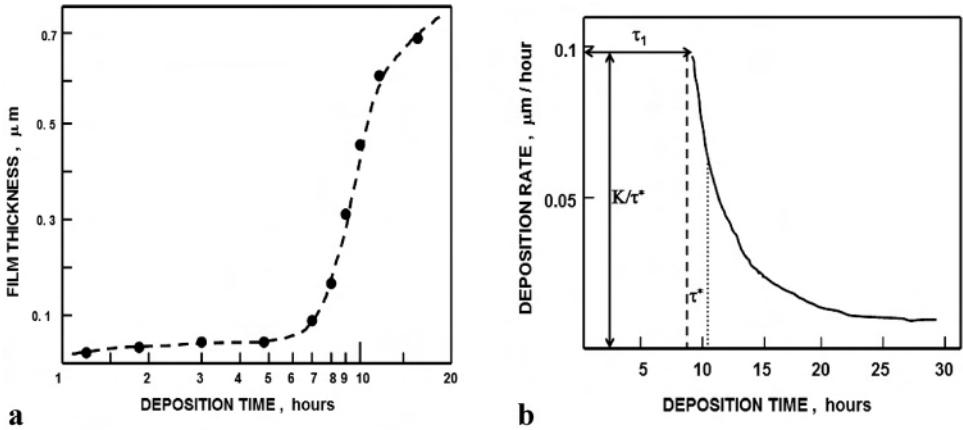 FILM THICKNESS , μm
0.7
0.5
0.3
0.1
1
2
3
4
5
6
7
8
9
10
20
DEPOSITION TIME , hours
a
DEPOSITION RATE , μm / hour
0.1
0.05
τ1
K/τ*
τ*
5
10
15
20
25
30
DEPOSITION TIME , hours
b